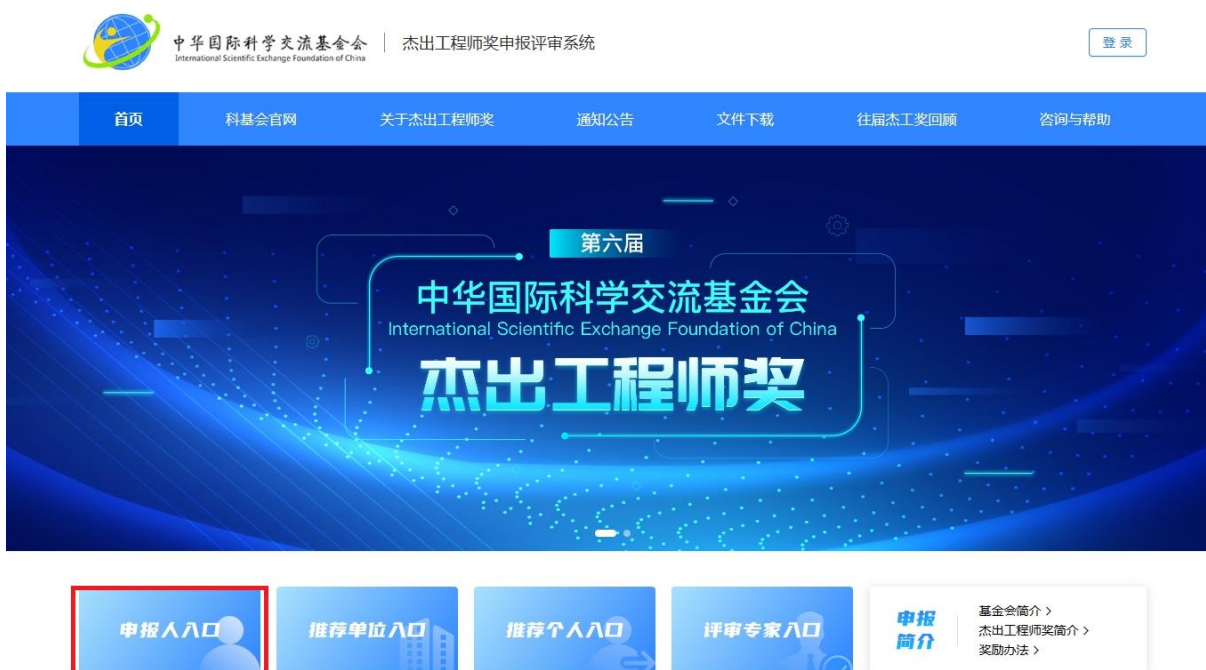 中华国际科学交流基金会
International Scientific Exchange Foundation of China
杰出工程师奖申报评审系统
登录
首页 科基会官网 关于杰出工程师奖 通知公告 文件下载 往届杰工奖回顾 咨询与帮助
第六届
中华国际科学交流基金会
International Scientific Exchange Foundation of China
杰出工程师奖
申报人入口 推荐单位入口 推荐个人入口 评审专家入口
申报
简介
基金会简介 >
杰出工程师奖简介 >
奖励办法 >